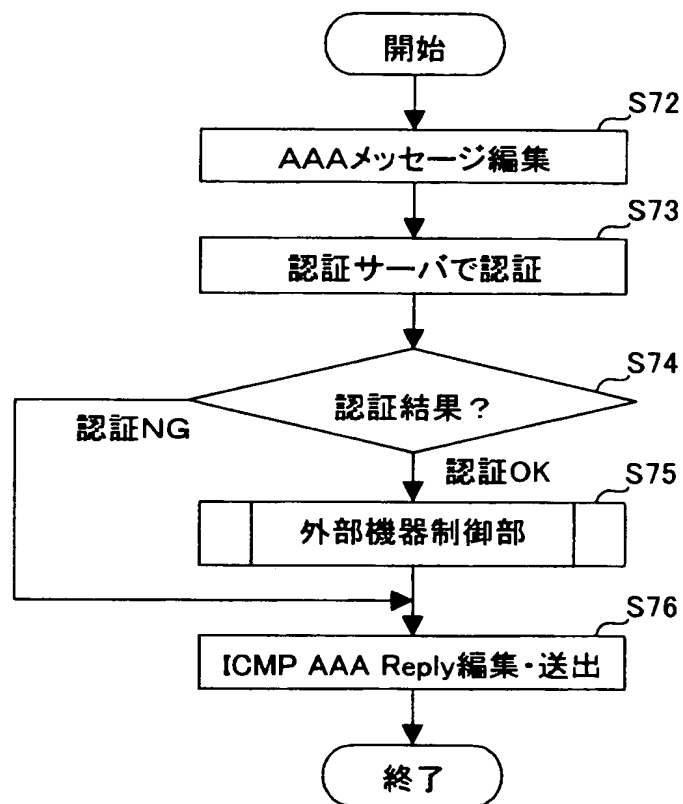 開始
S72
AAAメッセージ編集
S73
認証サーバで認証
S74
認証結果?
認証NG
認証OK
S75
外部機器制御部
S76
ICMP AAA Reply編集・送出
終了